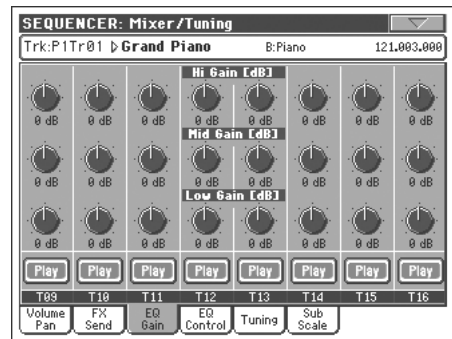 SEQUENCER: Mixer/Tuning
Trk:P1Tr01 ▷Grand Piano B:Piano 121.003.000
Hi Gain [dB]
0 dB 0 dB 0 dB 0 dB 0 dB 0 dB 0 dB 0 dB
Mid Gain [dB]
0 dB 0 dB 0 dB 0 dB 0 dB 0 dB 0 dB 0 dB
Low Gain [dB]
0 dB 0 dB 0 dB 0 dB 0 dB 0 dB 0 dB 0 dB
Play Play Play Play Play Play Play Play
T09 T10 T11 T12 T13 T14 T15 T16
Volume FX EQ EQ Tuning Sub
Pan Send Gain Control Scale